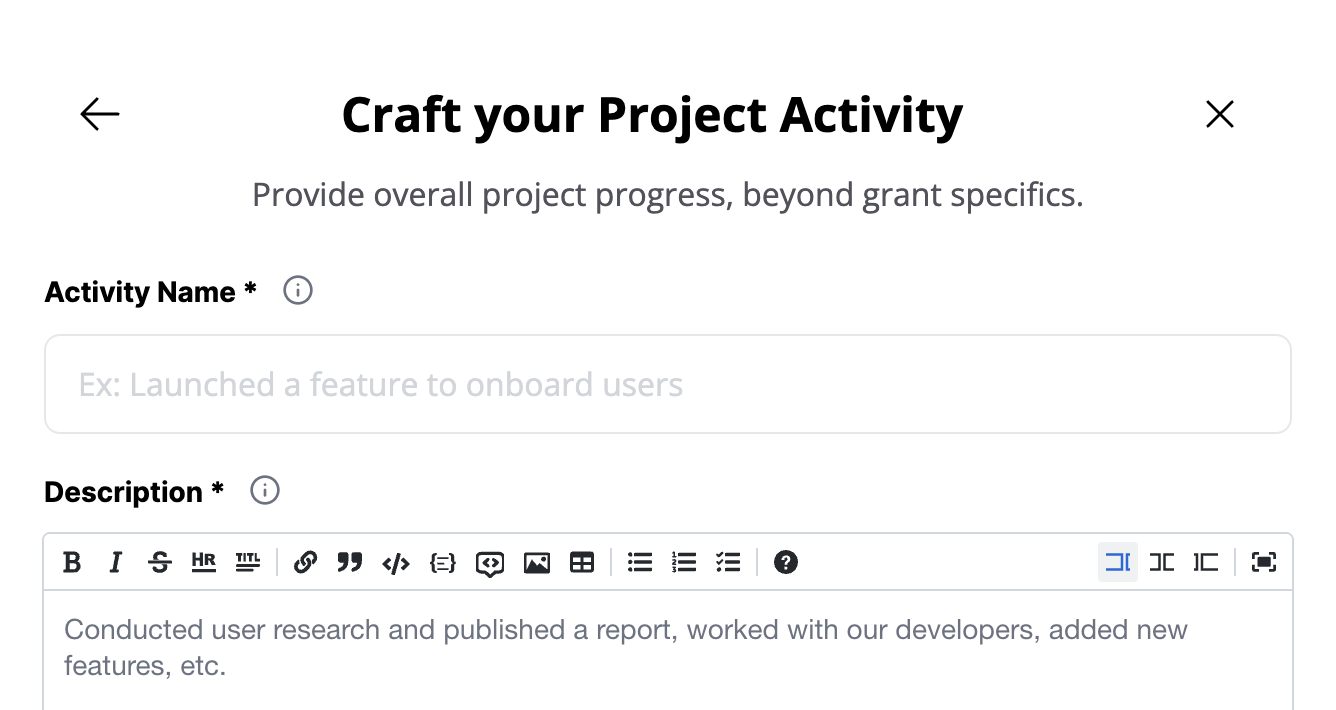 Craft your Project Activity
Provide overall project progress, beyond grant specifics.
Activity Name *
Ex: Launched a feature to onboard users
Description *
B I S HR TITL
Conducted user research and published a report, worked with our developers, added new
features, etc.